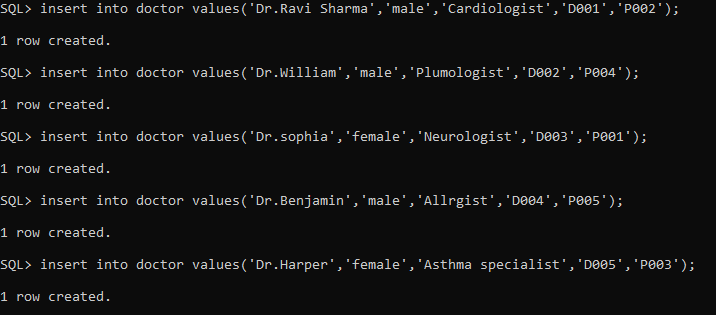 SQL> insert into doctor values('Dr.Ravi Sharma','male','Cardiologist','D001','P002');
1 row created.
SQL> insert into doctor values('Dr.William','male','Plumologist','D002','P004');
1 row created.
SQL> insert into doctor values('Dr.sophia','female','Neurologist','D003','P001');
1 row created.
SQL> insert into doctor values('Dr.Benjamin','male','Allrgist','D004','P005');
1 row created.
SQL> insert into doctor values('Dr.Harper','female','Asthma specialist','D005','P003');
1 row created.